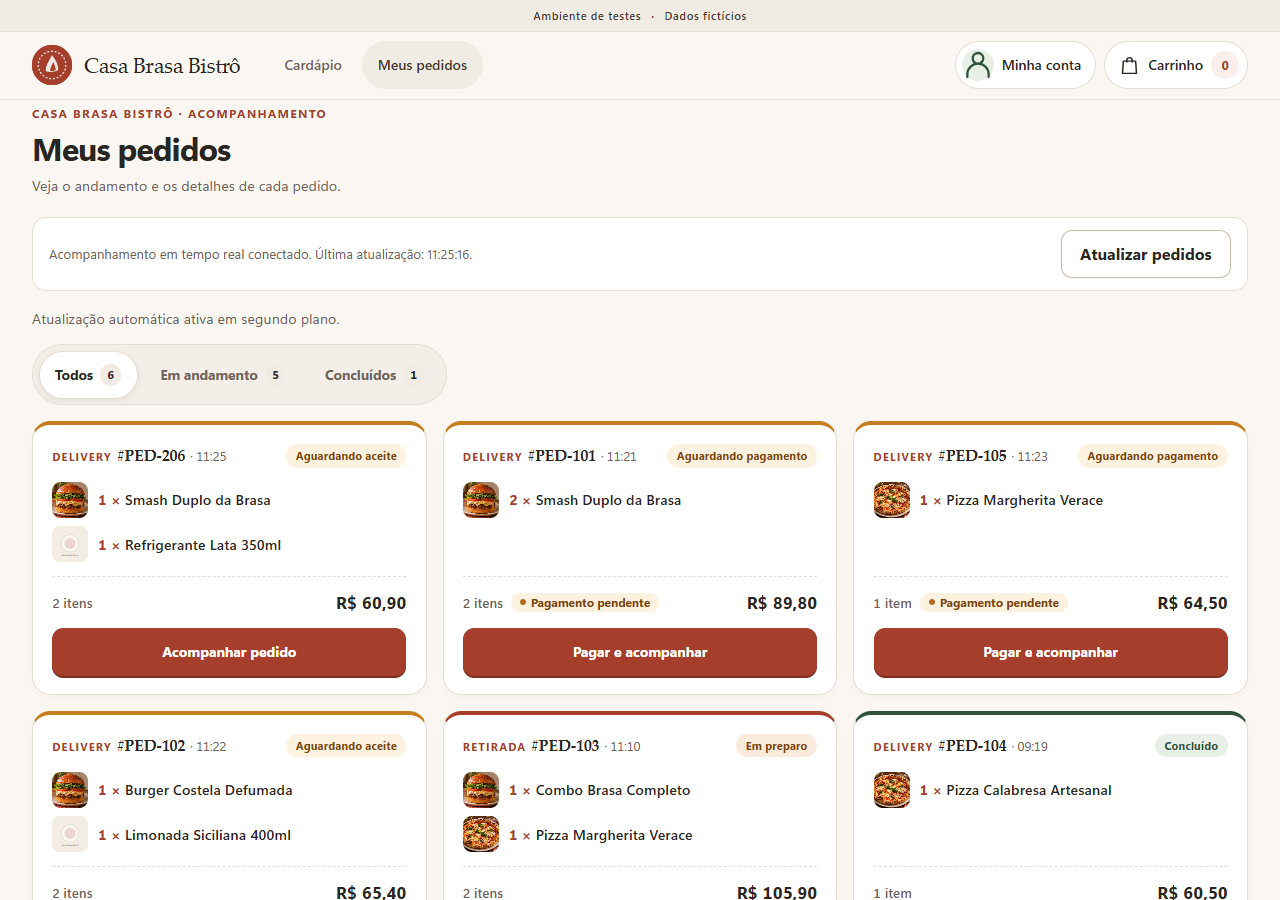 Ambiente de testes · Dados fictícios
Casa Brasa Bistrô
Cardápio
Meus pedidos
Minha conta
Carrinho 0
CASA BRASA BISTRÔ · ACOMPANHAMENTO
Meus pedidos
Veja o andamento e os detalhes de cada pedido.
Acompanhamento em tempo real conectado. Última atualização: 11:25:16.
Atualizar pedidos
Atualização automática ativa em segundo plano.
Todos 6
Em andamento 5
Concluídos 1
DELIVERY #PED-206 · 11:25
Aguardando aceite
1 × Smash Duplo da Brasa
1 × Refrigerante Lata 350ml
2 itens
R$ 60,90
Acompanhar pedido
DELIVERY #PED-101 · 11:21
Aguardando pagamento
2 × Smash Duplo da Brasa
2 itens
Pagamento pendente
R$ 89,80
Pagar e acompanhar
DELIVERY #PED-105 · 11:23
Aguardando pagamento
1 × Pizza Margherita Verace
1 item
Pagamento pendente
R$ 64,50
Pagar e acompanhar
DELIVERY #PED-102 · 11:22
Aguardando aceite
1 × Burger Costela Defumada
1 × Limonada Siciliana 400ml
2 itens
R$ 65,40
RETIRADA #PED-103 · 11:10
Em preparo
1 × Combo Brasa Completo
1 × Pizza Margherita Verace
2 itens
R$ 105,90
DELIVERY #PED-104 · 09:19
Concluído
1 × Pizza Calabresa Artesanal
1 item
R$ 60,50